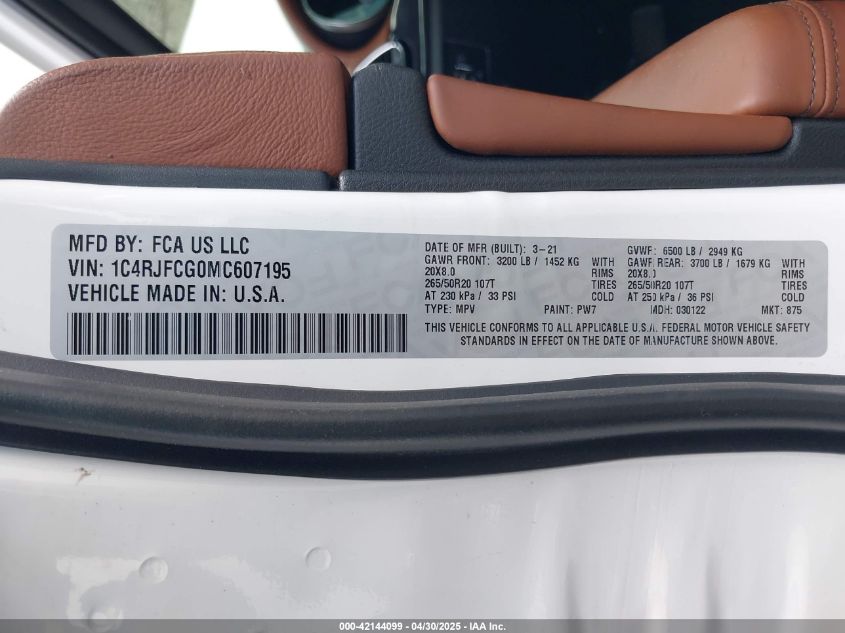 MFD BY: FCA US LLC
VIN: 1C4RJFCG0MC607195
VEHICLE MADE IN: U.S.A.
DATE OF MFR (BUILT): 3-21
GAWR FRONT: 3200 LB / 1452 KG WITH
20X8.0 RIMS
265/50R20 107T TIRES
AT 230 kPa / 33 PSI COLD
TYPE: MPV PAINT: PW7
GVWF: 6500 LB / 2949 KG
GAWF REAR: 3700 LB / 1679 KG WITH
20X8.0 RIMS
265/50R20 107T TIRES
AT 250 kPa / 36 PSI COLD
MDH: 030122 MKT: 875
THIS VEHICLE CONFORMS TO ALL APPLICABLE U.S.A. FEDERAL MOTOR VEHICLE SAFETY
STANDARDS IN EFFECT ON THE DATE OF MANUFACTURE SHOWN ABOVE.
000-42144099 - 04/30/2025 - IAA Inc.